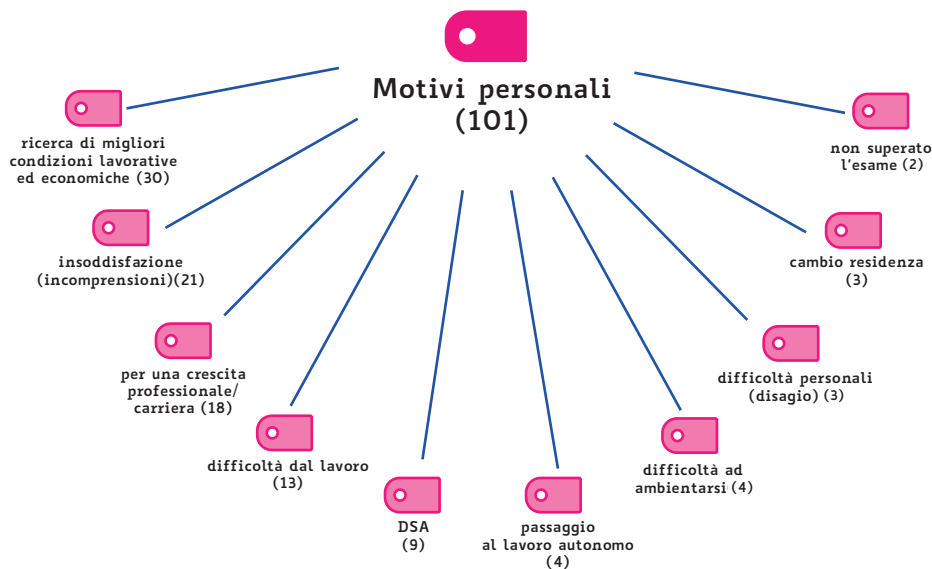 Motivi personali
(101)
ricerca di migliori
condizioni lavorative
ed economiche (30)
insoddisfazione
(incomprensioni)(21)
per una crescita
professionale/
carriera (18)
difficoltà dal lavoro
(13)
DSA
(9)
passaggio
al lavoro autonomo
(4)
difficoltà ad
ambientarsi (4)
difficoltà personali
(disagio) (3)
cambio residenza
(3)
non superato
l'esame (2)